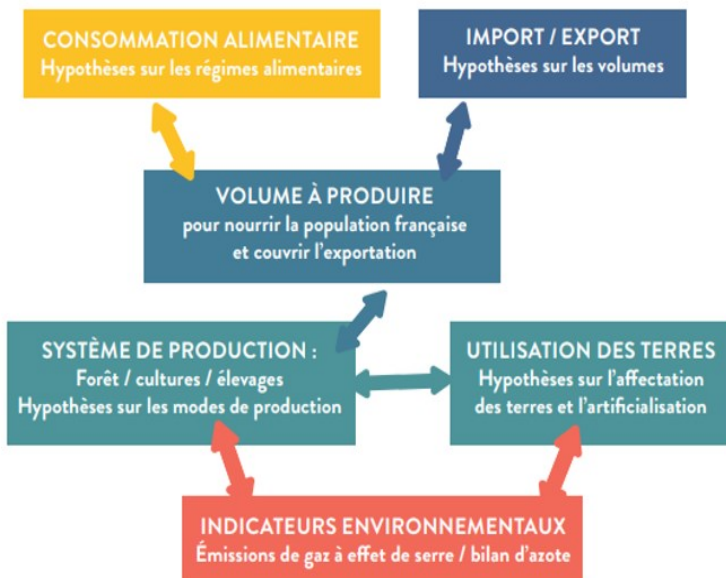 CONSOMMATION ALIMENTAIRE
Hypothèses sur les régimes alimentaires
IMPORT / EXPORT
Hypothèses sur les volumes
VOLUME À PRODUIRE
pour nourrir la population française
et couvrir l'exportation
SYSTÈME DE PRODUCTION :
Forêt / cultures / élevages
Hypothèses sur les modes de production
UTILISATION DES TERRES
Hypothèses sur l'affectation
des terres et l'artificialisation
INDICATEURS ENVIRONNEMENTAUX
Émissions de gaz à effet de serre / bilan d'azote